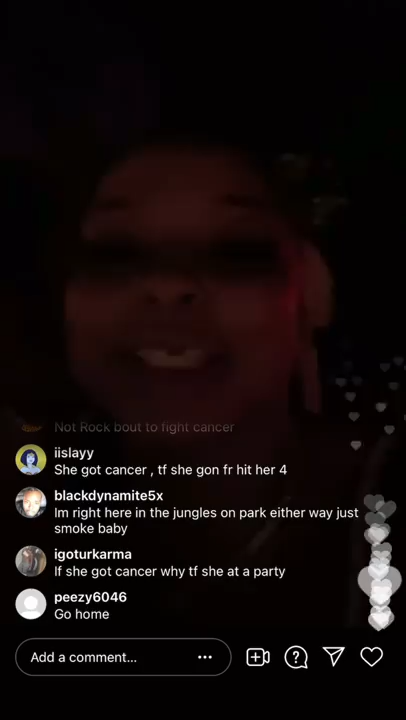 Not Rock bout to fight cancer
iislayy
She got cancer , tf she gon fr hit her 4
blackdynamite5x
Im right here in the jungles on park either way just
smoke baby
igoturkarma
If she got cancer why tf she at a party
peezy6046
Go home
Add a comment...